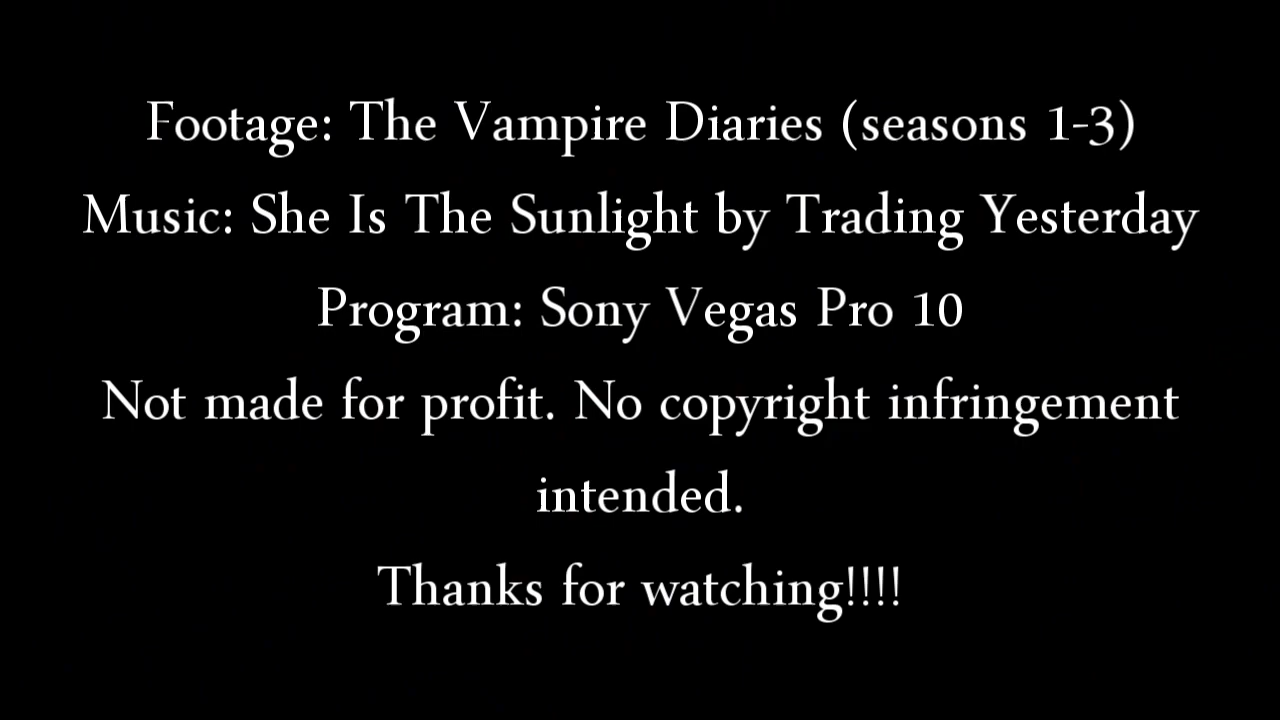 Footage: The Vampire Diaries (seasons 1-3)
Music: She Is The Sunlight by Trading Yesterday
Program: Sony Vegas Pro 10
Not made for profit. No copyright infringement
intended.
Thanks for watching!!!!